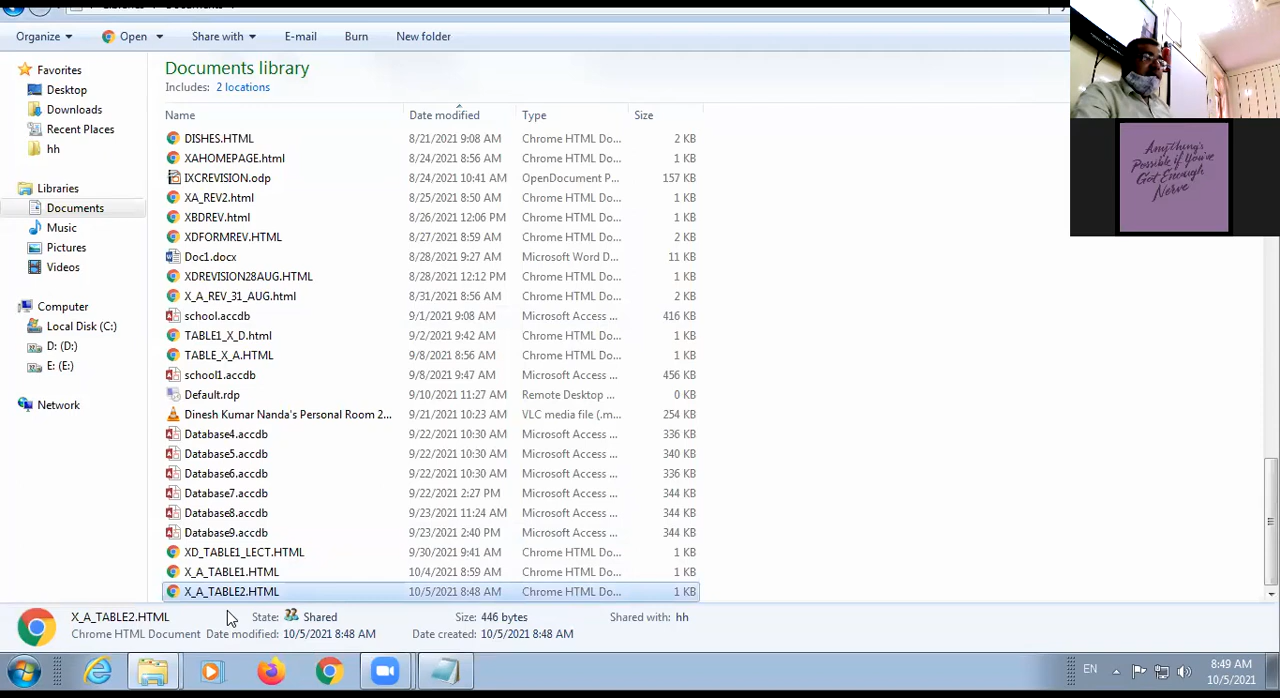 Organize
Open
Share with
E-mail
Burn
New folder
Favorites
Desktop
Downloads
Recent Places
hh
Libraries
Documents
Music
Pictures
Videos
Computer
Local Disk (C:)
D: (D:)
E: (E:)
Network
Documents library
Includes: 2 locations
Name Date modified Type Size
DISHES.HTML 8/21/2021 9:08 AM Chrome HTML Do... 2 KB
XAHOMEPAGE.html 8/24/2021 8:56 AM Chrome HTML Do... 1 KB
IXCREVISION.odp 8/24/2021 10:41 AM OpenDocument P... 157 KB
XA_REV2.html 8/25/2021 8:50 AM Chrome HTML Do... 1 KB
XBDREV.html 8/26/2021 12:06 PM Chrome HTML Do... 1 KB
XDFORMREV.HTML 8/27/2021 8:59 AM Chrome HTML Do... 2 KB
Doc1.docx 8/28/2021 9:27 AM Microsoft Word D... 11 KB
XDREVISION28AUG.HTML 8/28/2021 12:12 PM Chrome HTML Do... 1 KB
X_A_REV_31_AUG.html 8/31/2021 8:56 AM Chrome HTML Do... 2 KB
school.accdb 9/1/2021 9:08 AM Microsoft Access ... 416 KB
TABLE1_X_D.html 9/2/2021 9:42 AM Chrome HTML Do... 1 KB
TABLE_X_A.HTML 9/8/2021 8:56 AM Chrome HTML Do... 1 KB
school1.accdb 9/8/2021 9:47 AM Microsoft Access ... 456 KB
Default.rdp 9/10/2021 11:27 AM Remote Desktop ... 0 KB
Dinesh Kumar Nanda's Personal Room 2... 9/21/2021 10:23 AM VLC media file (.m... 254 KB
Database4.accdb 9/22/2021 10:30 AM Microsoft Access ... 336 KB
Database5.accdb 9/22/2021 10:30 AM Microsoft Access ... 340 KB
Database6.accdb 9/22/2021 10:30 AM Microsoft Access ... 336 KB
Database7.accdb 9/22/2021 2:27 PM Microsoft Access ... 344 KB
Database8.accdb 9/23/2021 11:24 AM Microsoft Access ... 344 KB
Database9.accdb 9/23/2021 2:40 PM Microsoft Access ... 344 KB
XD_TABLE1_LECT.HTML 9/30/2021 9:41 AM Chrome HTML Do... 1 KB
X_A_TABLE1.HTML 10/4/2021 8:59 AM Chrome HTML Do... 1 KB
X_A_TABLE2.HTML 10/5/2021 8:48 AM Chrome HTML Do... 1 KB
X_A_TABLE2.HTML State: Shared Size: 446 bytes Shared with: hh
Chrome HTML Document Date modified: 10/5/2021 8:48 AM Date created: 10/5/2021 8:48 AM
EN
8:49 AM
10/5/2021
Anything's
Possible if You've
Got Enough
Nerve